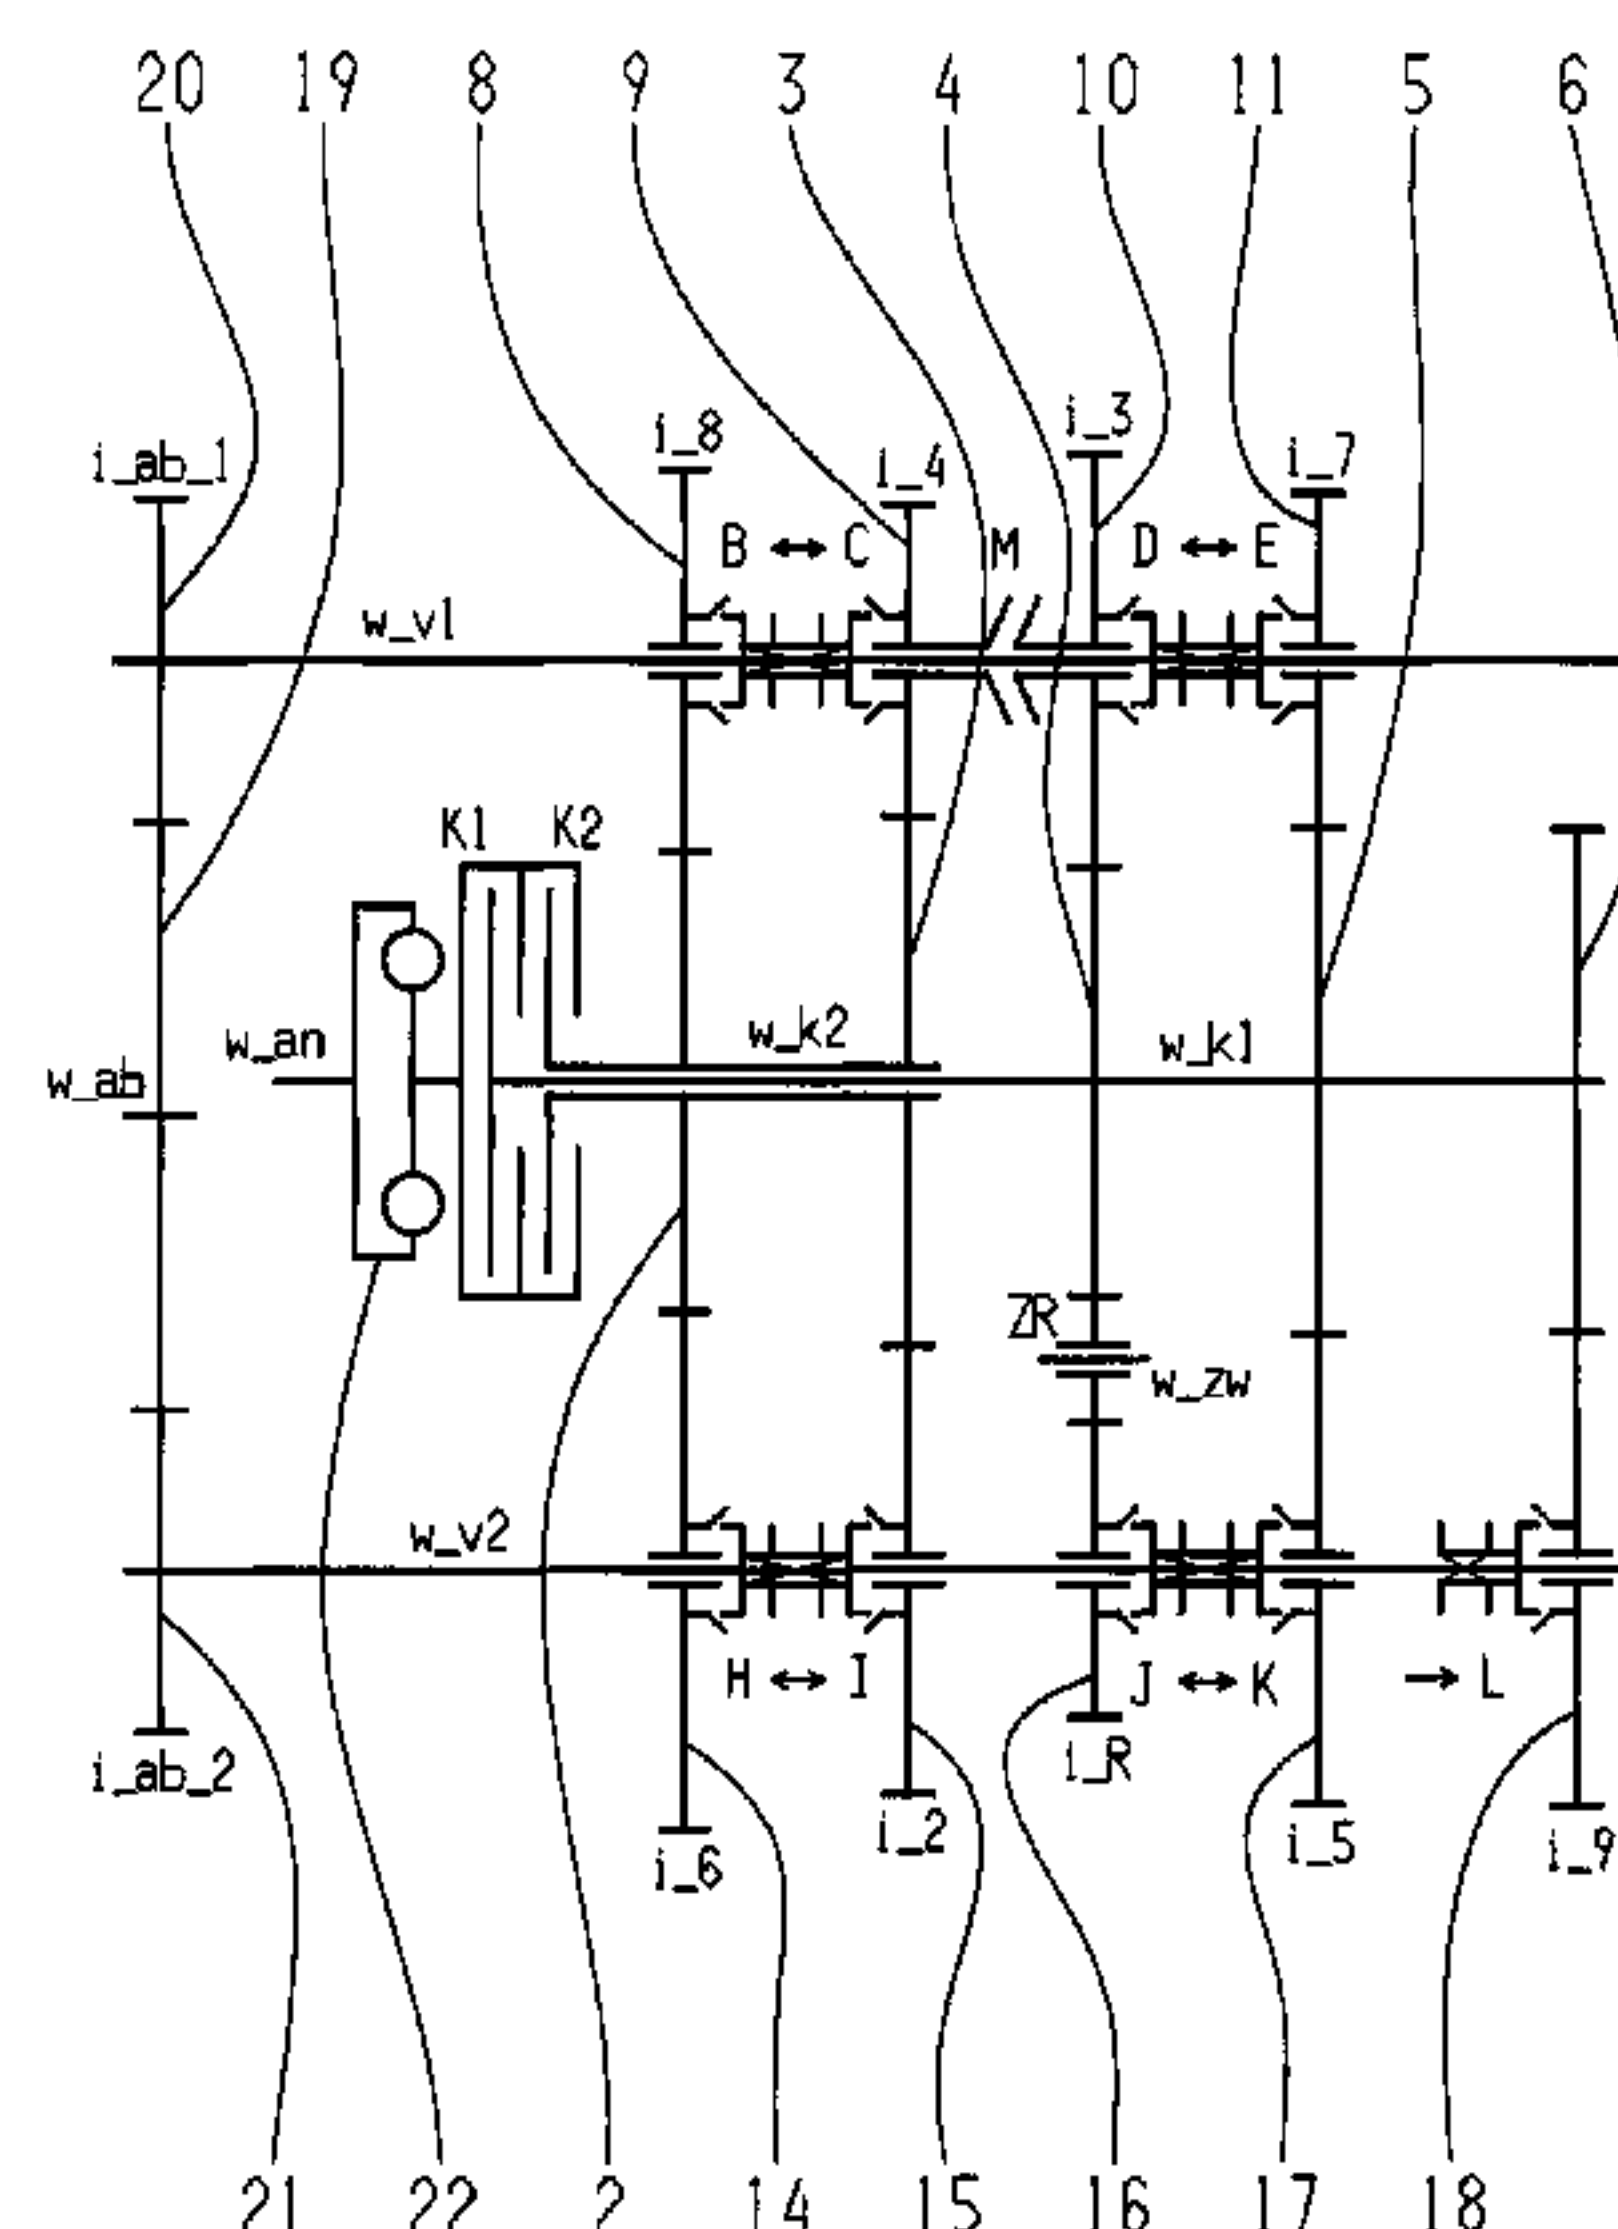 20 19 8 9 3 4 10 11 5 6
i_8 i_3
i_ab_1 i_4 i_7
B ↔ C M D ↔ E
w_v1
K1 K2
w_an w_k2 w_k1
w_ab
ZR
w_zw
w_v2
H ↔ I J ↔ K → L
i_ab_2 i_R
i_6 i_2 i_5 i_9
21 22 2 14 15 16 17 18